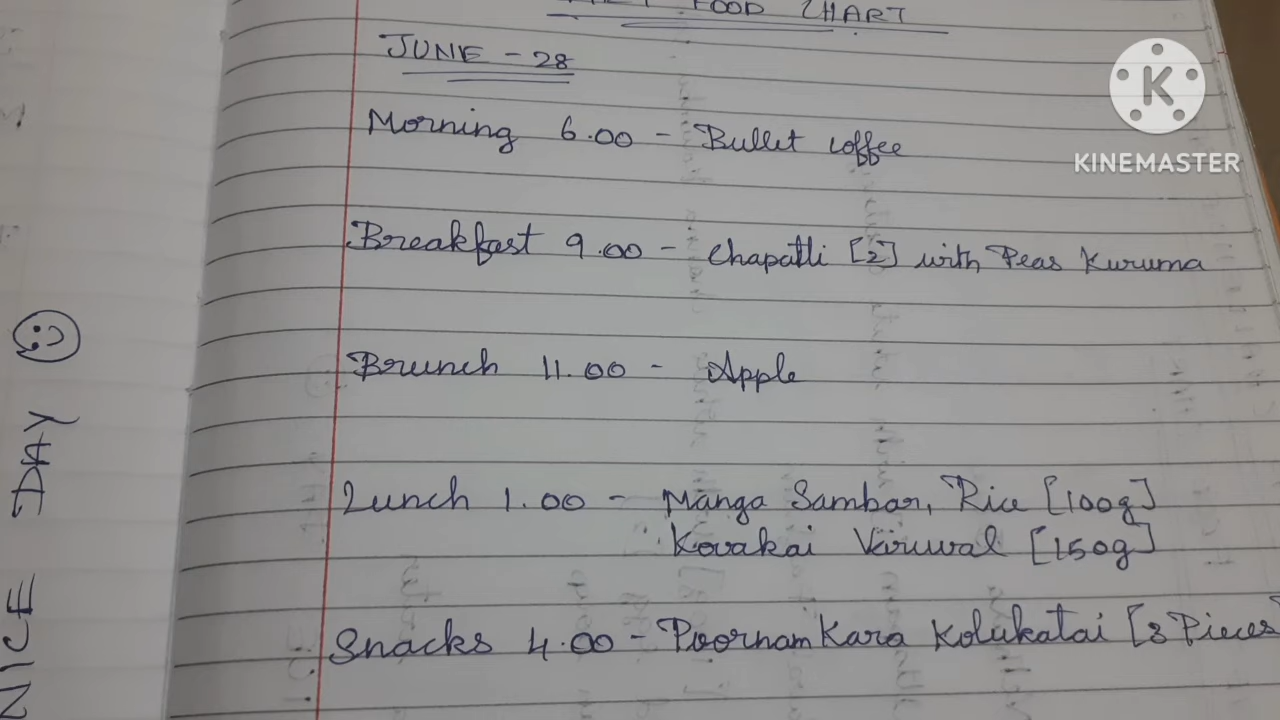 FOOD CHART
JUNE - 28
Morning 6.00 - Bullet coffee
Breakfast 9.00 - Chapatti [2] with Peas Kuruma
Brunch 11.00 - Apple
Lunch 1.00 - Manga Sambar, Rice [100g]
Kovakai Varuval [150g]
Snacks 4.00 - Poornam Kara Kolukatai [3 Pieces
NICE DAY
K
KINEMASTER